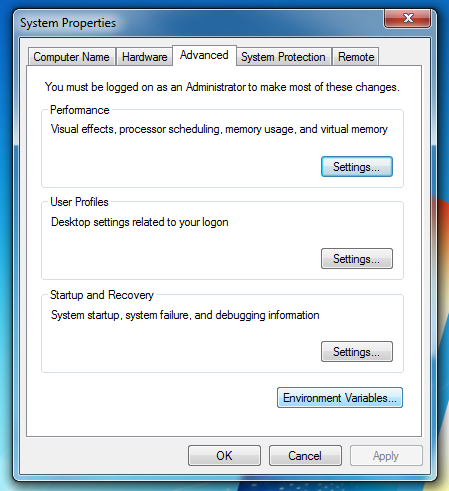 System Properties
Computer Name Hardware Advanced System Protection Remote
You must be logged on as an Administrator to make most of these changes.
Performance
Visual effects, processor scheduling, memory usage, and virtual memory
Settings...
User Profiles
Desktop settings related to your logon
Settings...
Startup and Recovery
System startup, system failure, and debugging information
Settings...
Environment Variables...
OK Cancel Apply